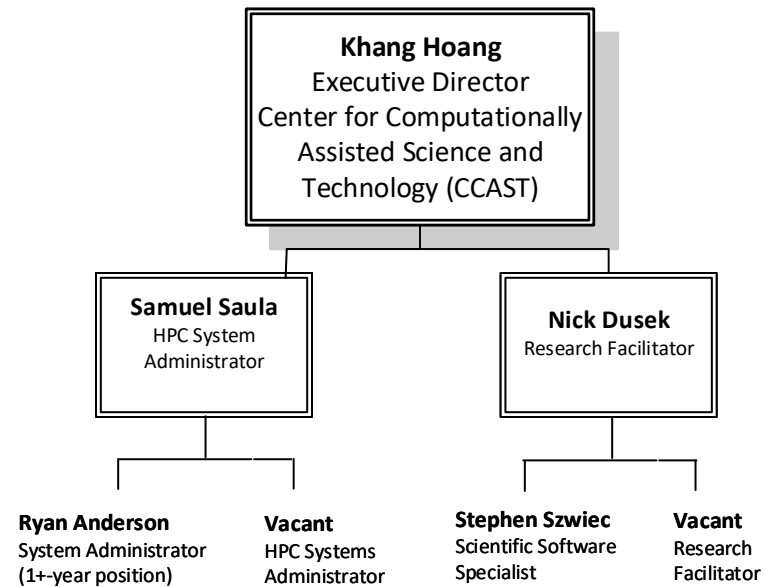 Khang Hoang
Executive Director
Center for Computationally
Assisted Science and
Technology (CCAST)
Samuel Saula
HPC System
Administrator
Nick Dusek
Research Facilitator
Ryan Anderson
System Administrator
(1+-year position)
Vacant
HPC Systems
Administrator
Stephen Szwiec
Scientific Software
Specialist
Vacant
Research
Facilitator